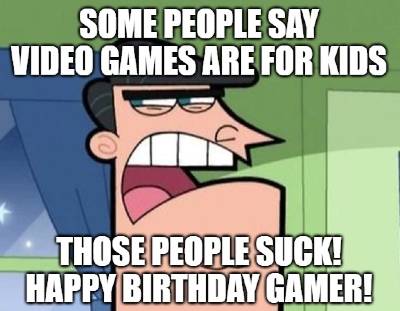 SOME PEOPLE SAY
VIDEO GAMES ARE FOR KIDS
THOSE PEOPLE SUCK!
HAPPY BIRTHDAY GAMER!